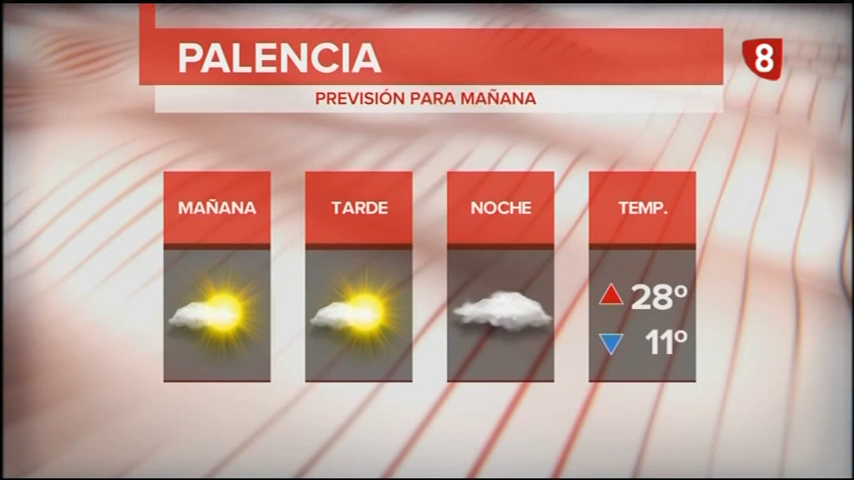 PALENCIA
8
PREVISIÓN PARA MAÑANA
MAÑANA
TARDE
NOCHE
TEMP.
28º
11º